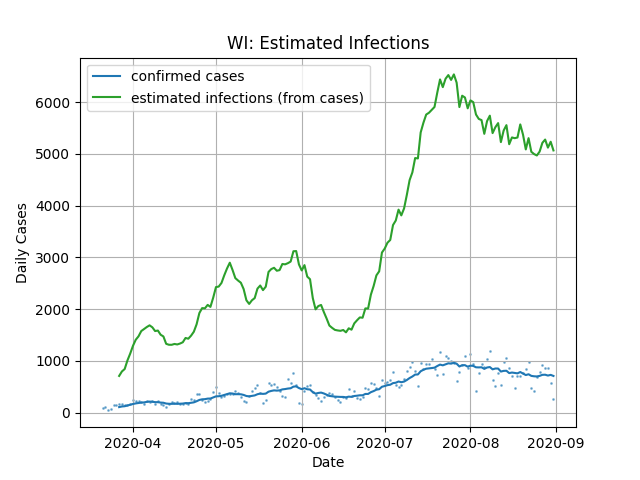 WI: Estimated Infections
confirmed cases
estimated infections (from cases)
6000
5000
4000
3000
2000
1000
0
Daily Cases
2020-04
2020-05
2020-06
2020-07
2020-08
2020-09
Date